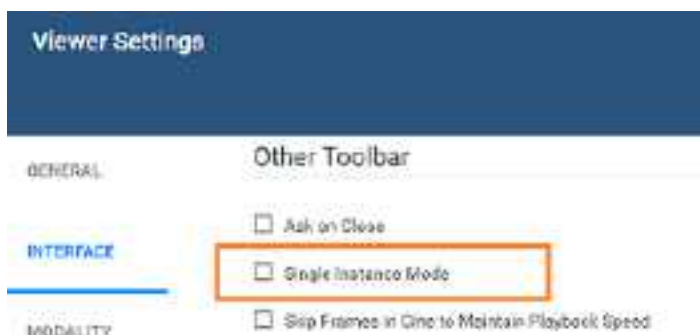 Viewer Settings
Other Toolbar
GENERAL
Ask on Close
INTERFACE
Single Instance Mode
Skip Frames in Cine to Maintain Playback Speed
MODALITY